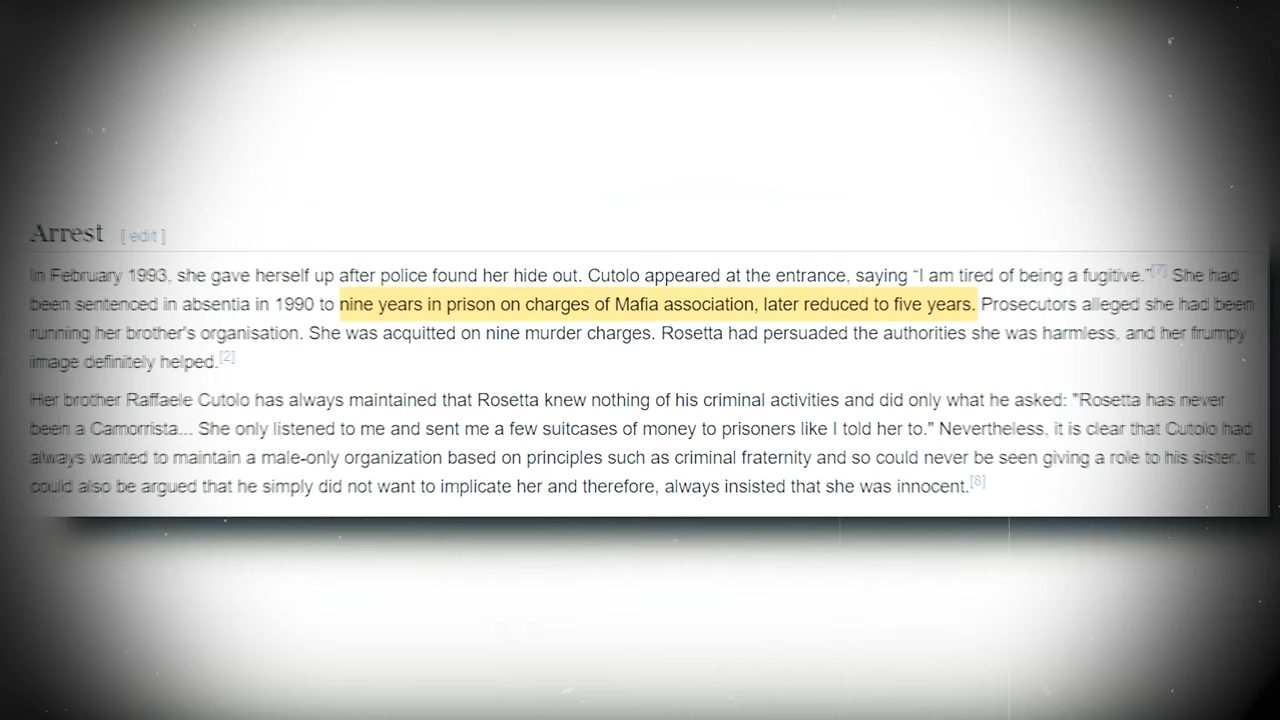 Arrest [ edit ]
In February 1993, she gave herself up after police found her hide out. Cutolo appeared at the entrance, saying “I am tired of being a fugitive.”[7] She had
been sentenced in absentia in 1990 to nine years in prison on charges of Mafia association, later reduced to five years. Prosecutors alleged she had been
running her brother's organisation. She was acquitted on nine murder charges. Rosetta had persuaded the authorities she was harmless, and her frumpy
image definitely helped.[2]
Her brother Raffaele Cutolo has always maintained that Rosetta knew nothing of his criminal activities and did only what he asked: "Rosetta has never
been a Camorrista... She only listened to me and sent me a few suitcases of money to prisoners like I told her to." Nevertheless, it is clear that Cutolo had
always wanted to maintain a male-only organization based on principles such as criminal fraternity and so could never be seen giving a role to his sister. It
could also be argued that he simply did not want to implicate her and therefore, always insisted that she was innocent.[8]